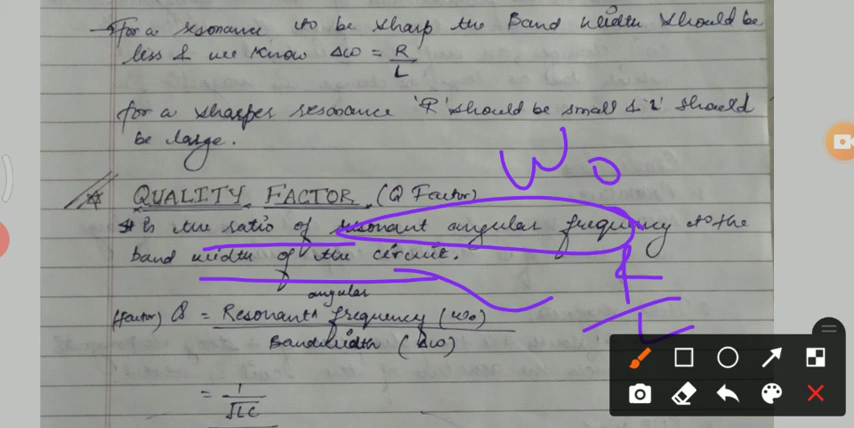 For a resonance to be sharp the Band width should be
less & we know Δω = R/L
for a sharper resonance 'R' should be small & 'L' should
be large.
W0
QUALITY FACTOR (Q Factor)
It is the ratio of resonant angular frequency to the
band width of the circuit.
R/L
angular
(factor) Q = Resonant ^ frequency (ω0) / Bandwidth (Δω)
= 1/√LC